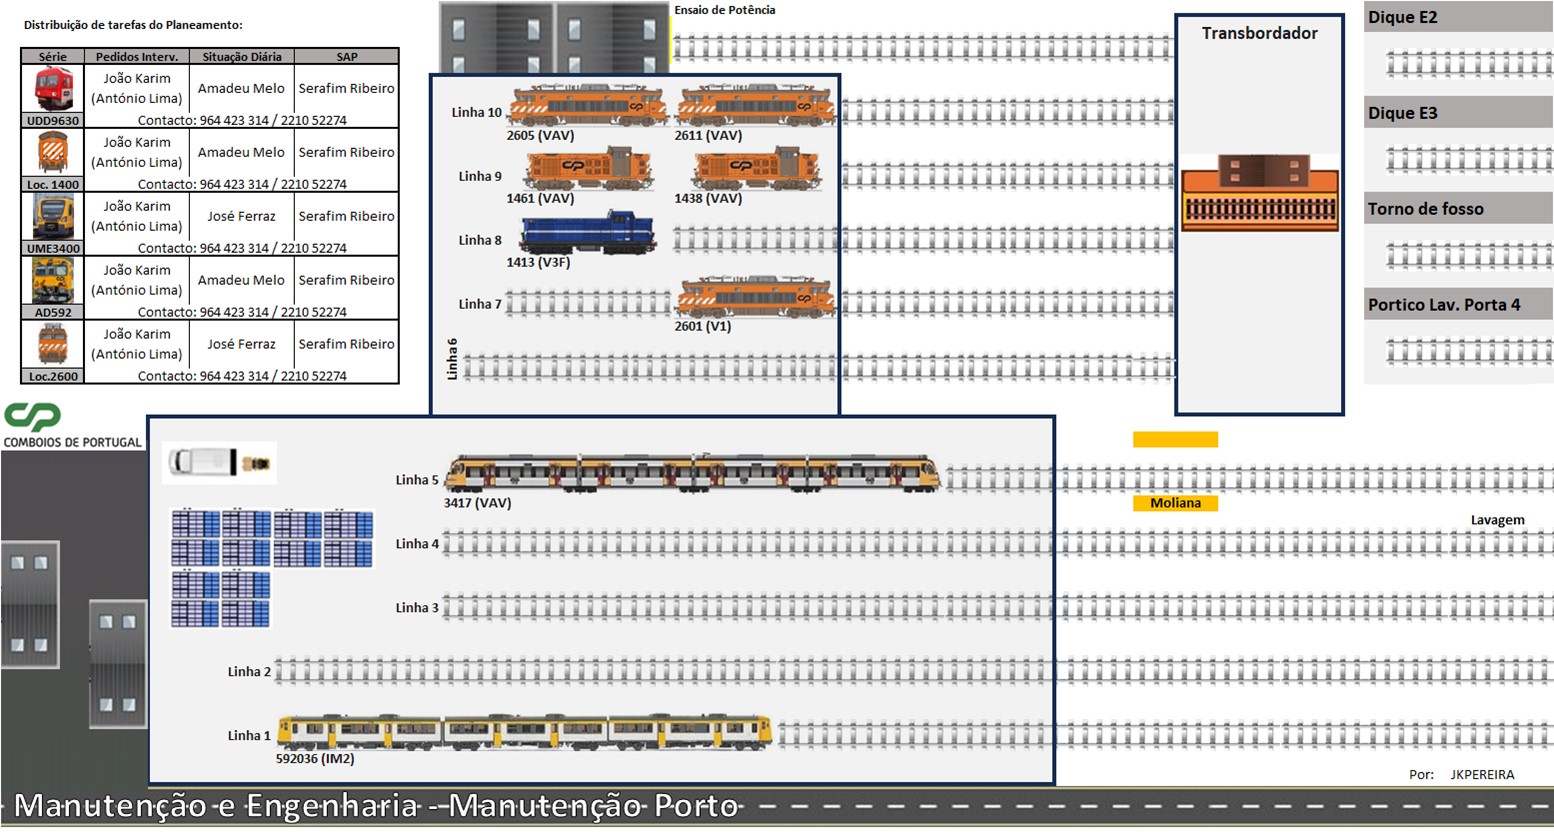 Distribuição de tarefas do Planeamento:
Série Pedidos Interv. Situação Diária SAP
João Karim
(António Lima) Amadeu Melo Serafim Ribeiro
UDD9630 Contacto: 964 423 314 / 2210 52274
João Karim
(António Lima) Amadeu Melo Serafim Ribeiro
Loc. 1400 Contacto: 964 423 314 / 2210 52274
João Karim
(António Lima) José Ferraz Serafim Ribeiro
UME3400 Contacto: 964 423 314 / 2210 52274
João Karim
(António Lima) Amadeu Melo Serafim Ribeiro
AD592 Contacto: 964 423 314 / 2210 52274
João Karim
(António Lima) José Ferraz Serafim Ribeiro
Loc.2600 Contacto: 964 423 314 / 2210 52274
CP
COMBOIOS DE PORTUGAL
Ensaio de Potência
Linha 10
2605 (VAV) 2611 (VAV)
Linha 9
1461 (VAV) 1438 (VAV)
Linha 8
1413 (V3F)
Linha 7
2601 (V1)
Linha 6
Transbordador
Dique E2
Dique E3
Torno de fosso
Portico Lav. Porta 4
Linha 5
3417 (VAV)
Moliana
Lavagem
Linha 4
Linha 3
Linha 2
Linha 1
592036 (IM2)
Por: JKPEREIRA
Manutenção e Engenharia - Manutenção Porto